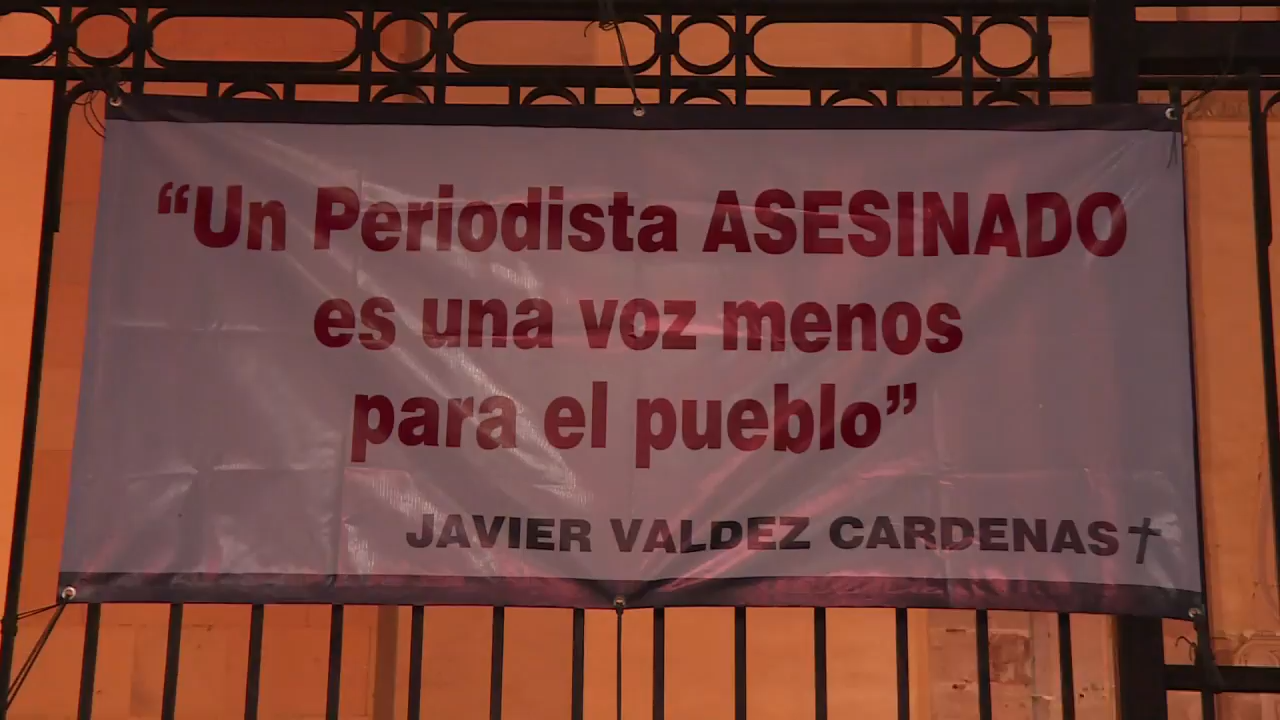 “Un Periodista ASESINADO
es una voz menos
para el pueblo”
JAVIER VALDEZ CARDENAS✝